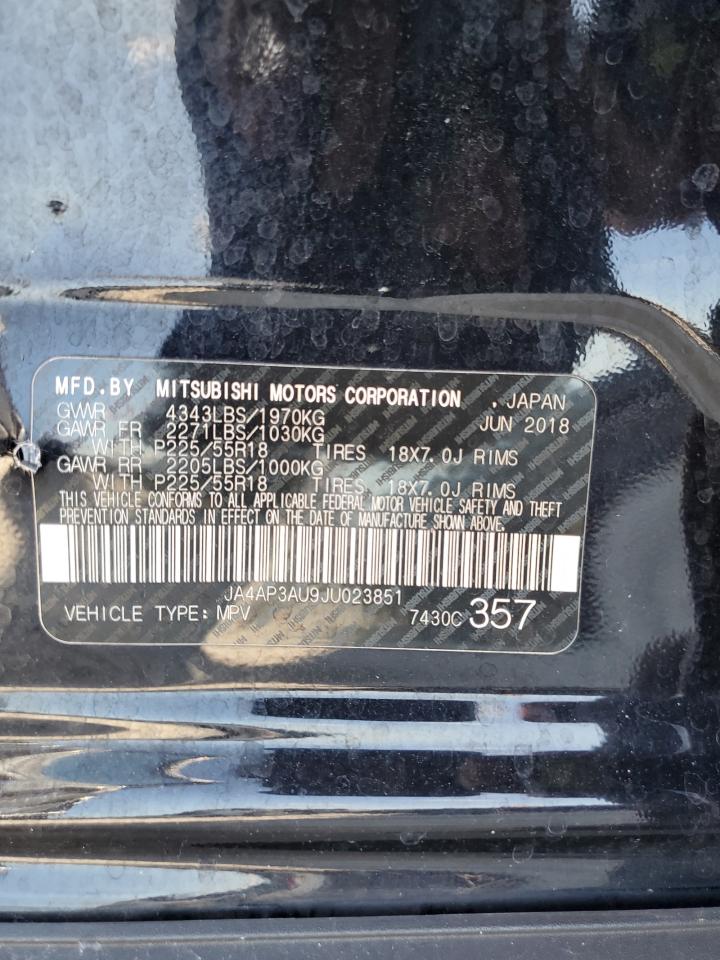 MFD.BY MITSUBISHI MOTORS CORPORATION . JAPAN
GVWR 4343LBS/1970KG JUN 2018
GAWR FR 2271LBS/1030KG
WITH P225/55R18 TIRES 18X7.0J RIMS
GAWR RR 2205LBS/1000KG
WITH P225/55R18 TIRES 18X7.0J RIMS
THIS VEHICLE CONFORMS TO ALL APPLICABLE FEDERAL MOTOR VEHICLE SAFETY AND THEFT
PREVENTION STANDARDS IN EFFECT ON THE DATE OF MANUFACTURE SHOWN ABOVE.
JA4AP3AU9JU023851
VEHICLE TYPE: MPV 7430C 357